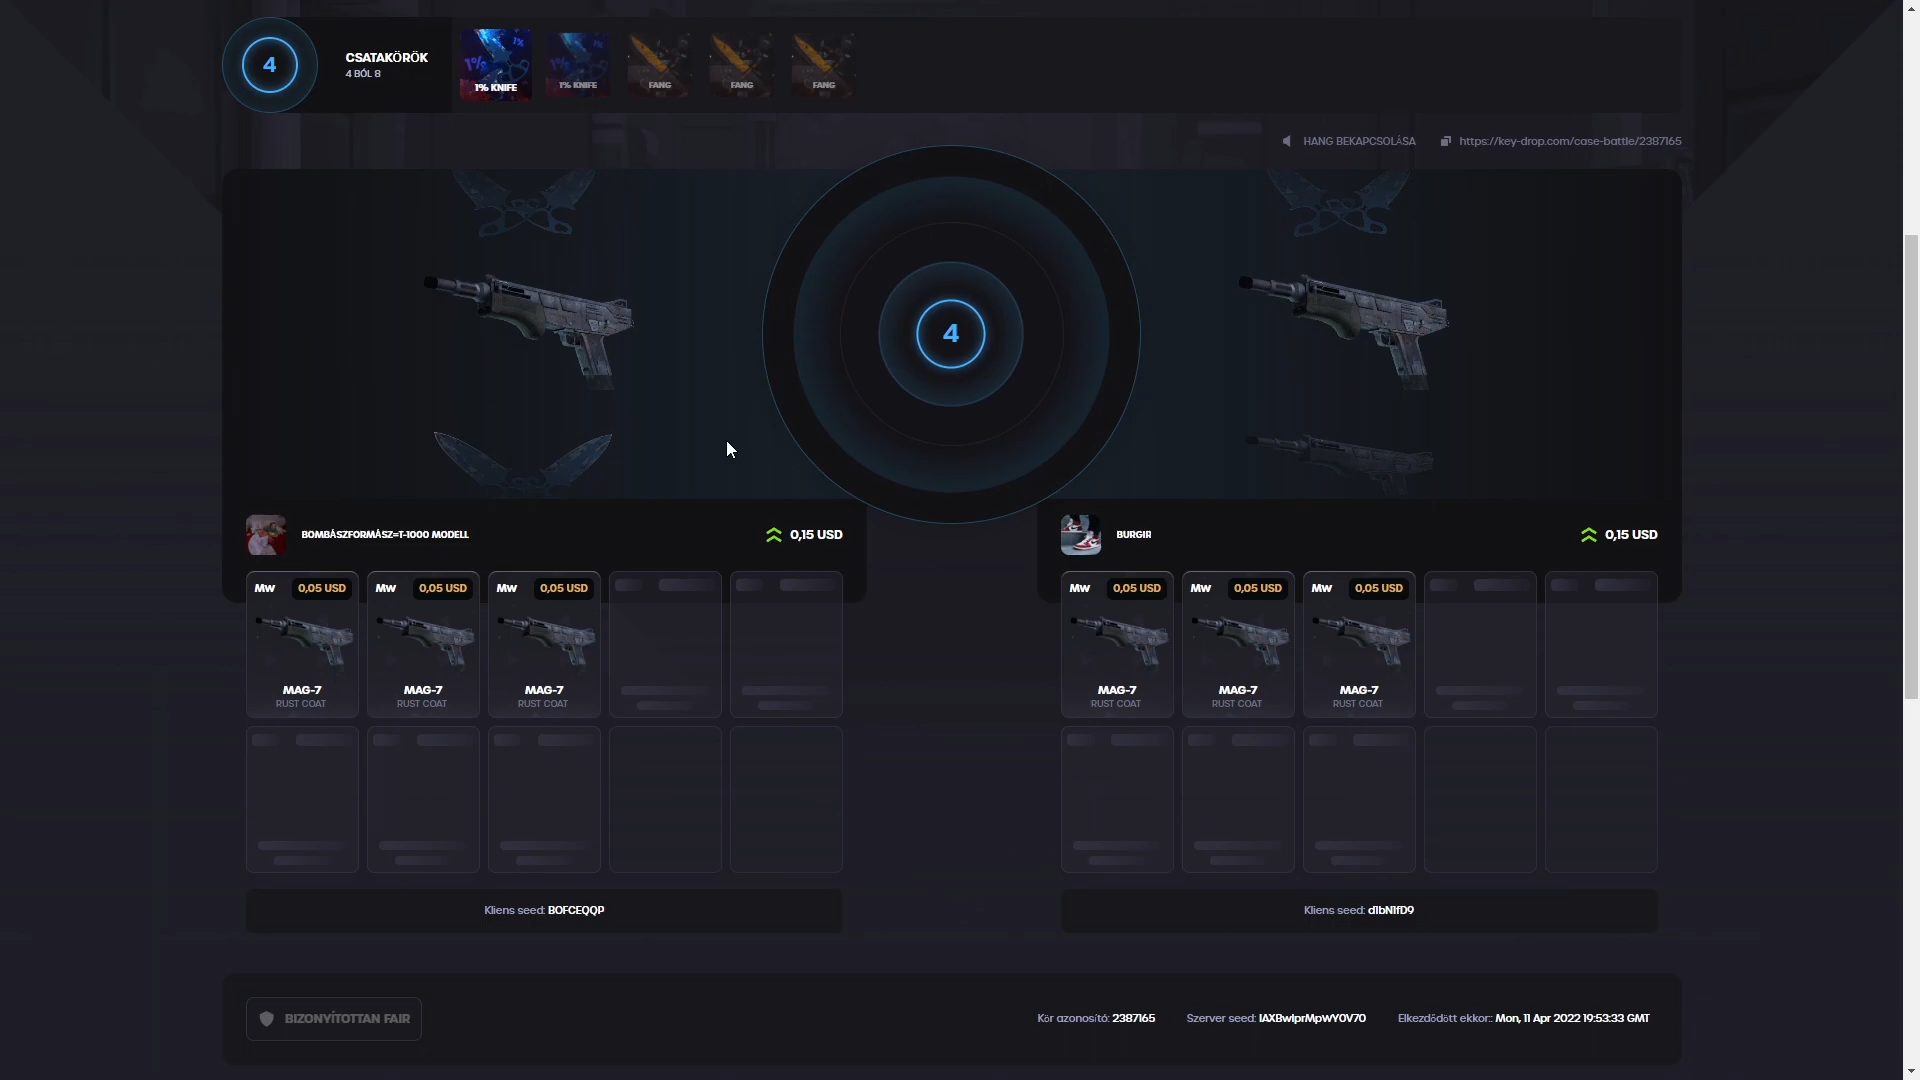 4
CSATAKÖRÖK
4 BÓL 8
1%
1%
1% KNIFE
1%
1% KNIFE
FANG
FANG
FANG
HANG BEKAPCSOLÁSA
https://key-drop.com/case-battle/2387165
4
BOMBÁSZFORMÁSZ=T-1000 MODELL
0,15 USD
BURGIR
0,15 USD
MW 0,05 USD
MAG-7
RUST COAT
MW 0,05 USD
MAG-7
RUST COAT
MW 0,05 USD
MAG-7
RUST COAT
MW 0,05 USD
MAG-7
RUST COAT
MW 0,05 USD
MAG-7
RUST COAT
MW 0,05 USD
MAG-7
RUST COAT
Kliens seed: BOFCEQQP
Kliens seed: d1bN1fD9
BIZONYÍTOTTAN FAIR
Kör azonosító: 2387165
Szerver seed: IAXBwIprMpWY0V70
Elkezdődött ekkor:: Mon, 11 Apr 2022 19:53:33 GMT